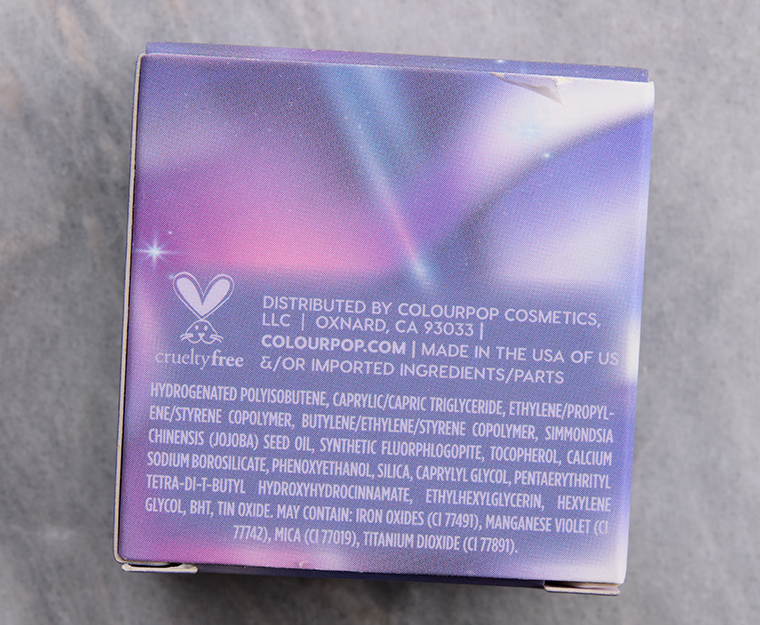 crueltyfree
DISTRIBUTED BY COLOURPOP COSMETICS,
LLC | OXNARD, CA 93033 |
COLOURPOP.COM | MADE IN THE USA OF US
&/OR IMPORTED INGREDIENTS/PARTS
HYDROGENATED POLYISOBUTENE, CAPRYLIC/CAPRIC TRIGLYCERIDE, ETHYLENE/PROPYL-
ENE/STYRENE COPOLYMER, BUTYLENE/ETHYLENE/STYRENE COPOLYMER, SIMMONDSIA
CHINENSIS (JOJOBA) SEED OIL, SYNTHETIC FLUORPHLOGOPITE, TOCOPHEROL, CALCIUM
SODIUM BOROSILICATE, PHENOXYETHANOL, SILICA, CAPRYLYL GLYCOL, PENTAERYTHRITYL
TETRA-DI-T-BUTYL HYDROXYHYDROCINNAMATE, ETHYLHEXYLGLYCERIN, HEXYLENE
GLYCOL, BHT, TIN OXIDE. MAY CONTAIN: IRON OXIDES (CI 77491), MANGANESE VIOLET (CI
77742), MICA (CI 77019), TITANIUM DIOXIDE (CI 77891).